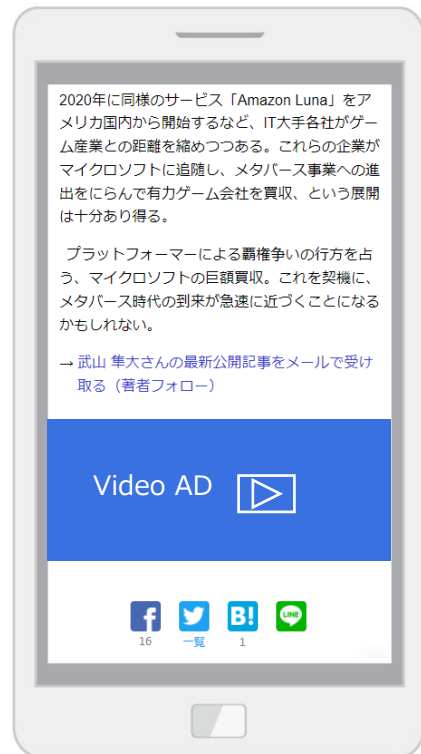 2020年に同様のサービス「Amazon Luna」をア
メリカ国内から開始するなど、IT大手各社がゲー
ム産業との距離を縮めつつある。これらの企業が
マイクロソフトに追随し、メタバース事業への進
出をにらんで有力ゲーム会社を買収、という展開
は十分あり得る。
プラットフォーマーによる覇権争いの行方を占
う、マイクロソフトの巨額買収。これを契機に、
メタバース時代の到来が急速に近づくことになる
かもしれない。
→ 武山 隼大さんの最新公開記事をメールで受け
取る（著者フォロー）
Video AD
f B! LINE
16 一覧 1